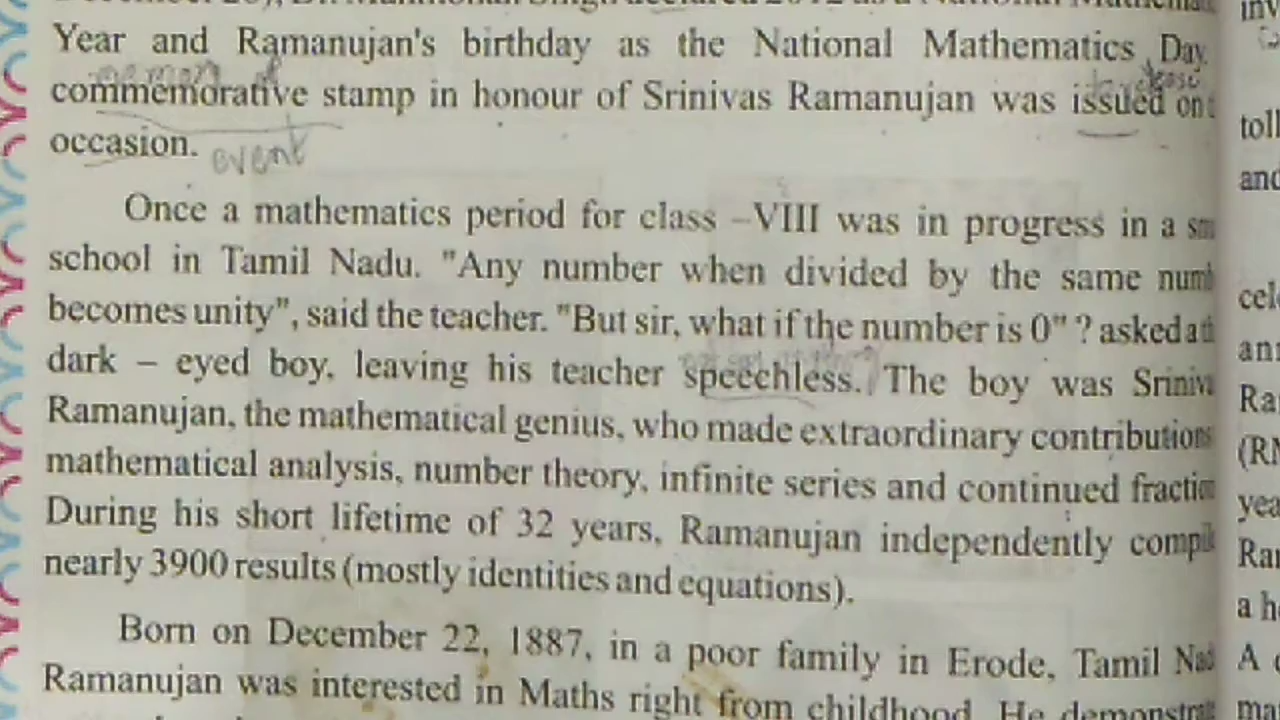 Year and Ramanujan's birthday as the National Mathematics Day.
commemorative stamp in honour of Srinivas Ramanujan was issued on
occasion. event
Once a mathematics period for class –VIII was in progress in a
school in Tamil Nadu. "Any number when divided by the same
becomes unity", said the teacher. "But sir, what if the number is 0" ? asked a
dark – eyed boy, leaving his teacher speechless. The boy was
Ramanujan, the mathematical genius, who made extraordinary contributions
mathematical analysis, number theory, infinite series and continued
During his short lifetime of 32 years, Ramanujan independently
nearly 3900 results (mostly identities and equations).
Born on December 22, 1887, in a poor family in Erode, Tamil
Ramanujan was interested in Maths right from childhood. He